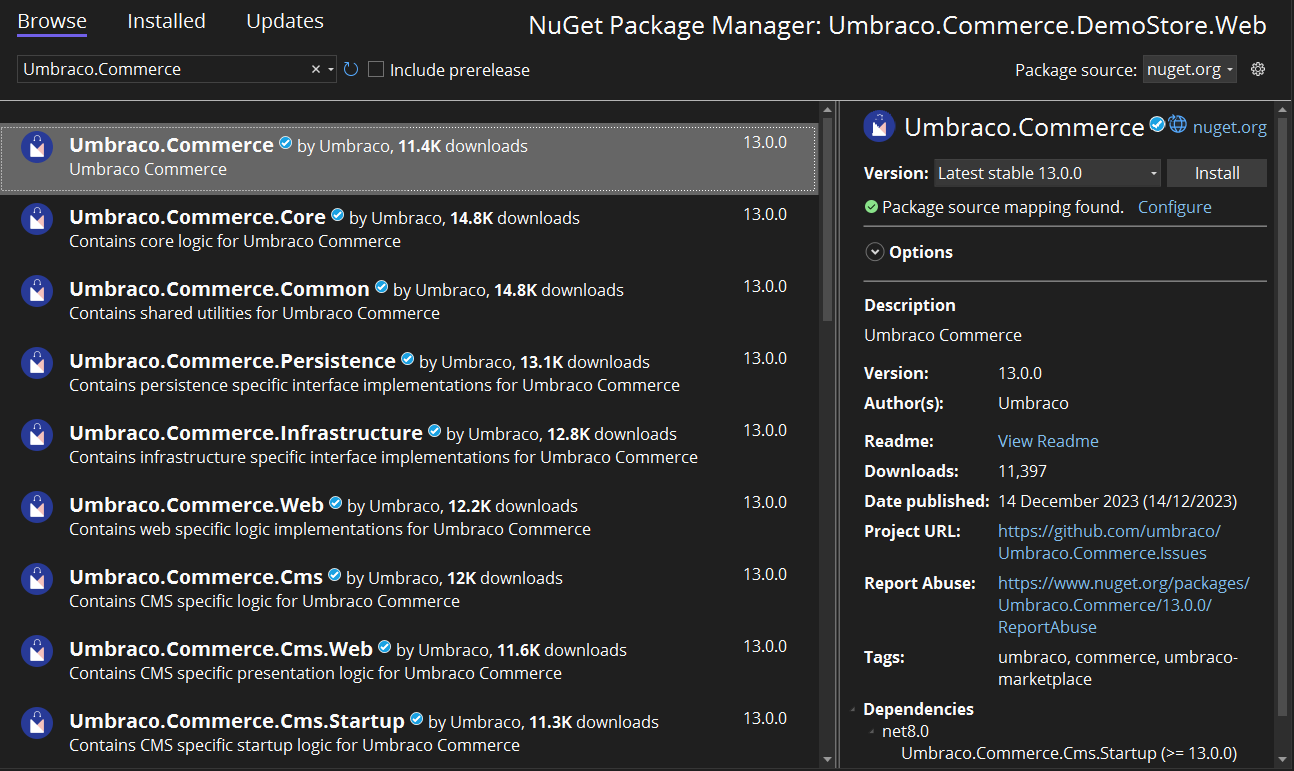 Browse Installed Updates NuGet Package Manager: Umbraco.Commerce.DemoStore.Web
Umbraco.Commerce Include prerelease Package source: nuget.org
Umbraco.Commerce by Umbraco, 11.4K downloads 13.0.0
Umbraco Commerce
Umbraco.Commerce.Core by Umbraco, 14.8K downloads 13.0.0
Contains core logic for Umbraco Commerce
Umbraco.Commerce.Common by Umbraco, 14.8K downloads 13.0.0
Contains shared utilities for Umbraco Commerce
Umbraco.Commerce.Persistence by Umbraco, 13.1K downloads 13.0.0
Contains persistence specific interface implementations for Umbraco Commerce
Umbraco.Commerce.Infrastructure by Umbraco, 12.8K downloads 13.0.0
Contains infrastructure specific interface implementations for Umbraco Commerce
Umbraco.Commerce.Web by Umbraco, 12.2K downloads 13.0.0
Contains web specific logic implementations for Umbraco Commerce
Umbraco.Commerce.Cms by Umbraco, 12K downloads 13.0.0
Contains CMS specific logic for Umbraco Commerce
Umbraco.Commerce.Cms.Web by Umbraco, 11.6K downloads 13.0.0
Contains CMS specific presentation logic for Umbraco Commerce
Umbraco.Commerce.Cms.Startup by Umbraco, 11.3K downloads 13.0.0
Contains CMS specific startup logic for Umbraco Commerce
Umbraco.Commerce nuget.org
Version: Latest stable 13.0.0 Install
Package source mapping found. Configure
Options
Description
Umbraco Commerce
Version: 13.0.0
Author(s): Umbraco
Readme: View Readme
Downloads: 11,397
Date published: 14 December 2023 (14/12/2023)
Project URL: https://github.com/umbraco/
Umbraco.Commerce.Issues
Report Abuse: https://www.nuget.org/packages/
Umbraco.Commerce/13.0.0/
ReportAbuse
Tags: umbraco, commerce, umbraco-
marketplace
Dependencies
net8.0
Umbraco.Commerce.Cms.Startup (>= 13.0.0)